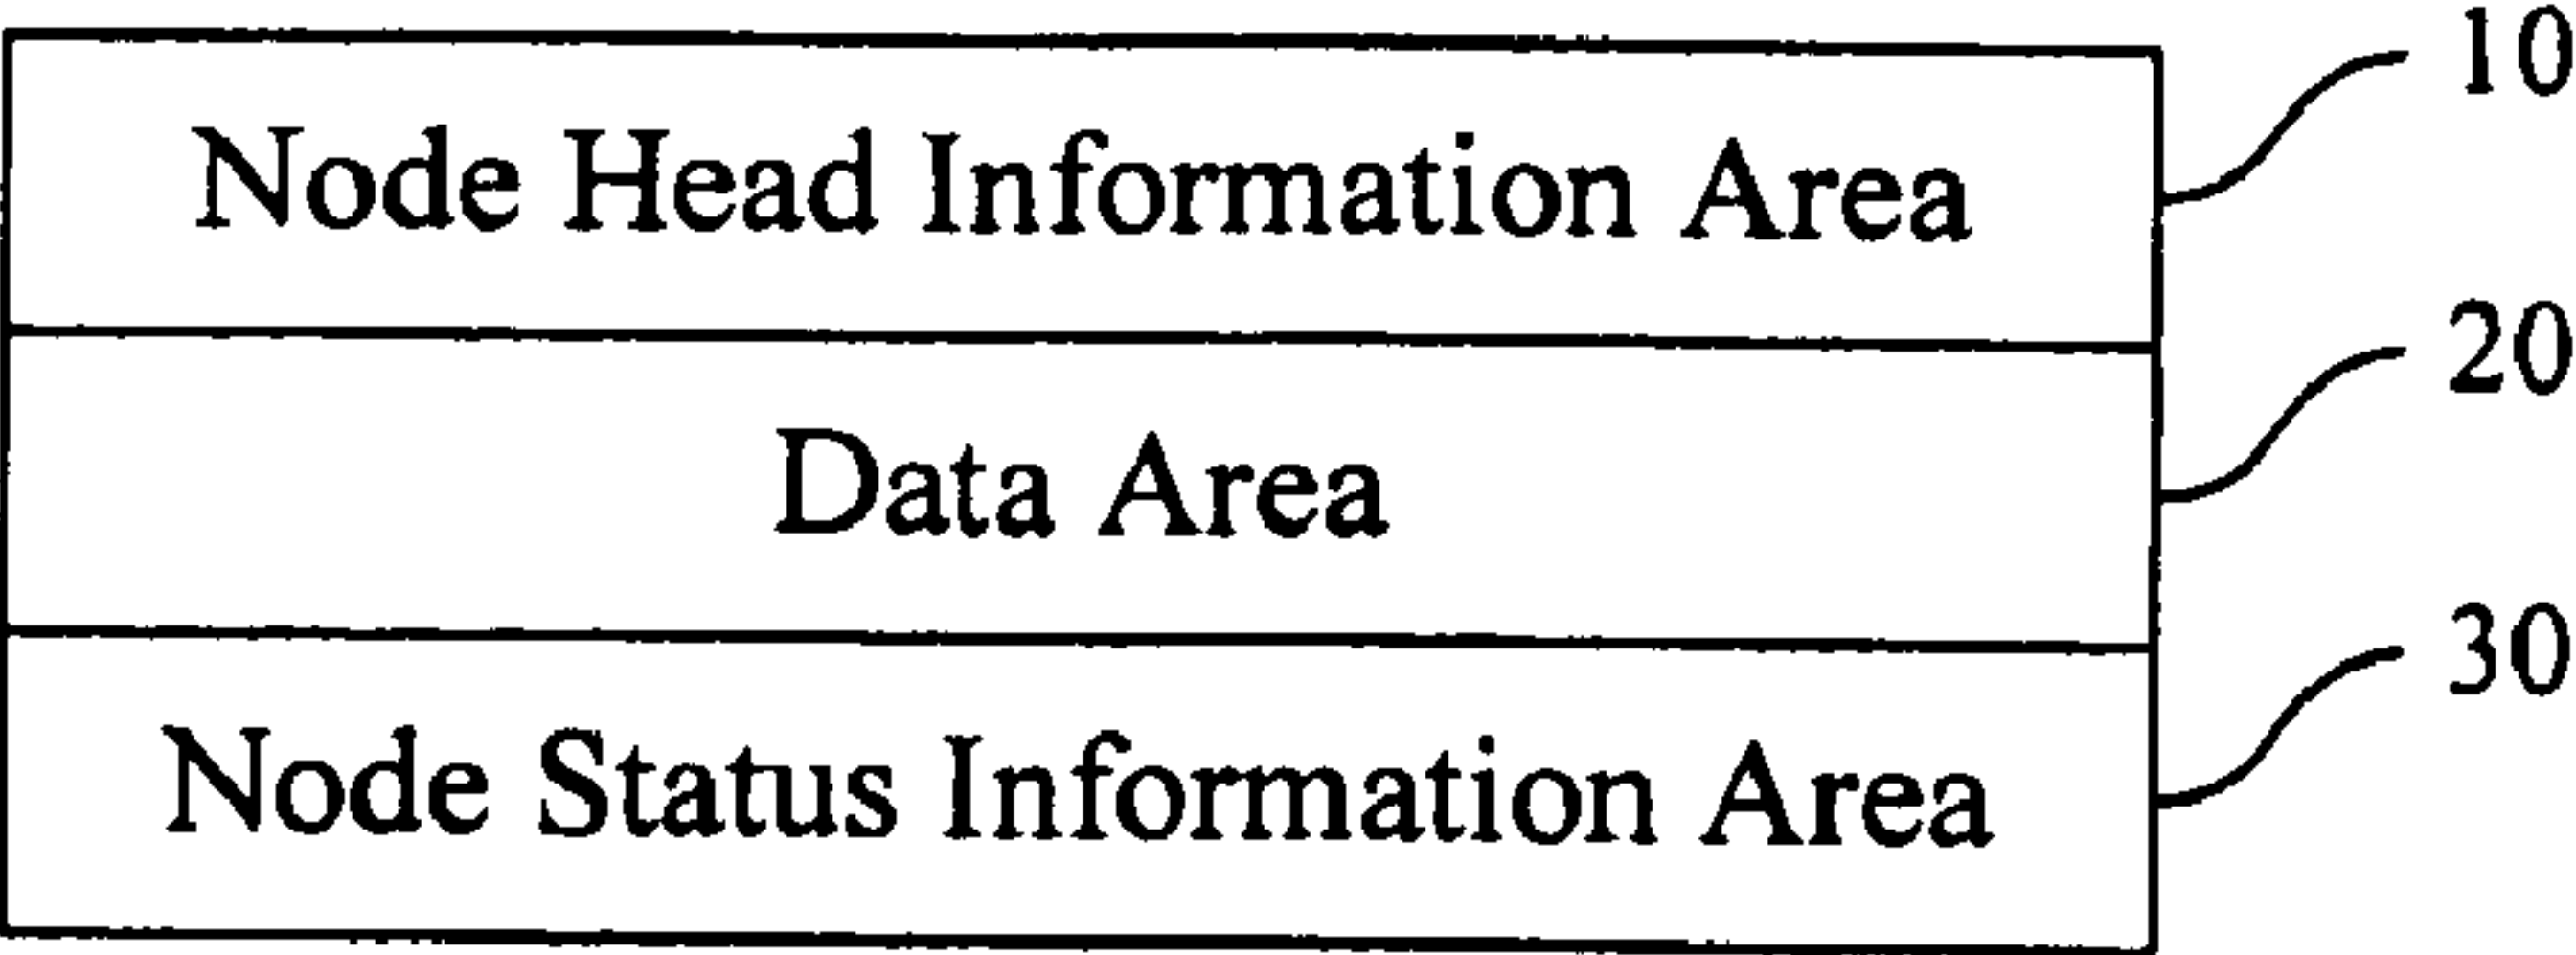 10
Node Head Information Area
20
Data Area
30
Node Status Information Area